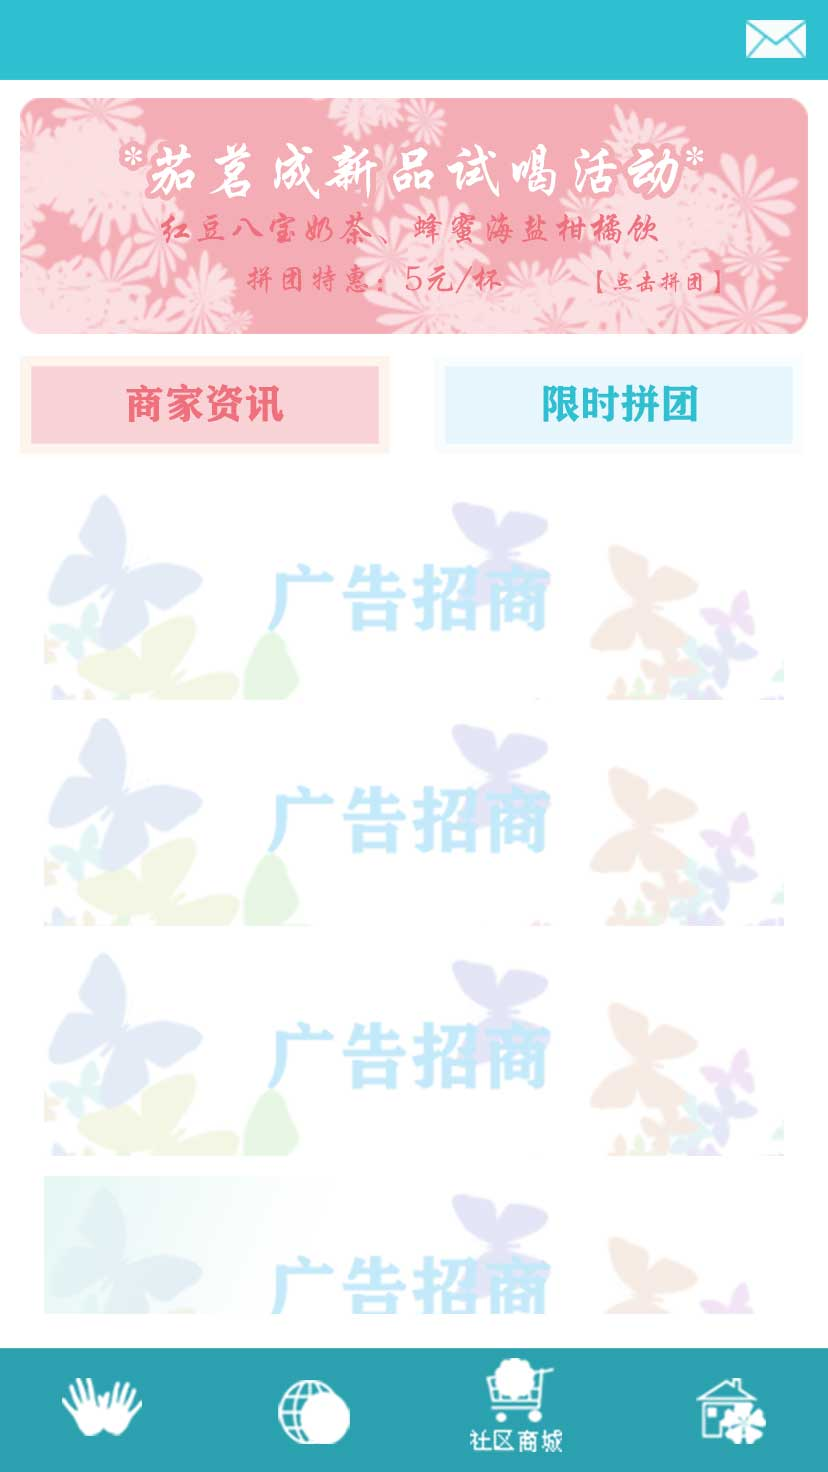 *茄茗成新品试喝活动*
红豆八宝奶茶、蜂蜜海盐柑橘饮
拼团特惠：5元/杯 【点击拼团】
商家资讯 限时拼团
广告招商
广告招商
广告招商
广告招商
社区商城